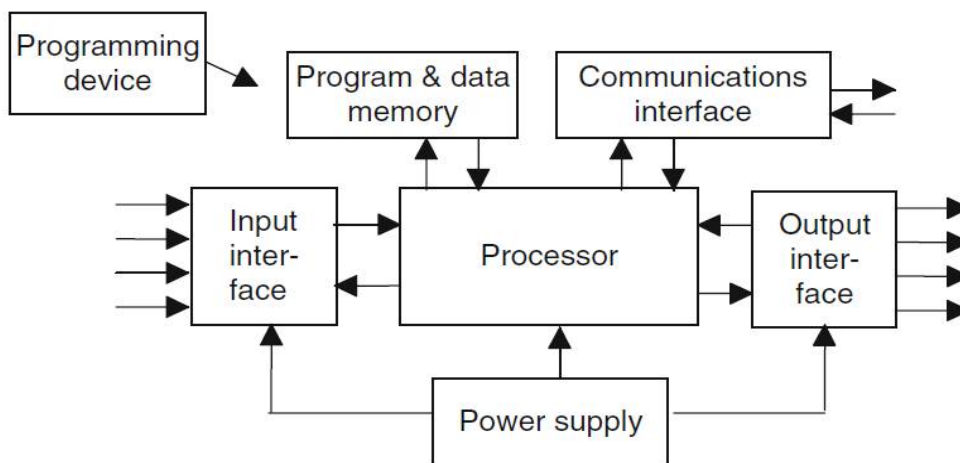 Programming
device
Program & data
memory
Communications
interface
Input
inter-
face
Processor
Output
inter-
face
Power supply